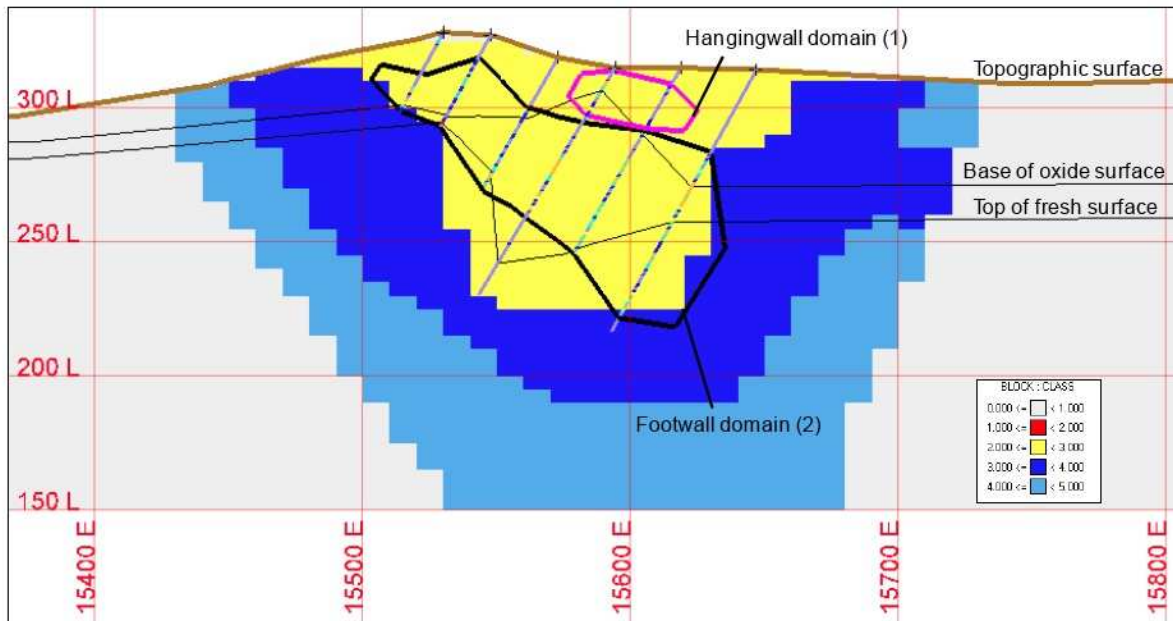 Hangingwall domain (1)
Topographic surface
300 L
Base of oxide surface
Top of fresh surface
250 L
200 L
BLOCK : CLASS
0.000 <= < 1.000
1.000 <= < 2.000
2.000 <= < 3.000
3.000 <= < 4.000
4.000 <= < 5.000
Footwall domain (2)
150 L
15400 E
15500 E
15600 E
15700 E
15800 E